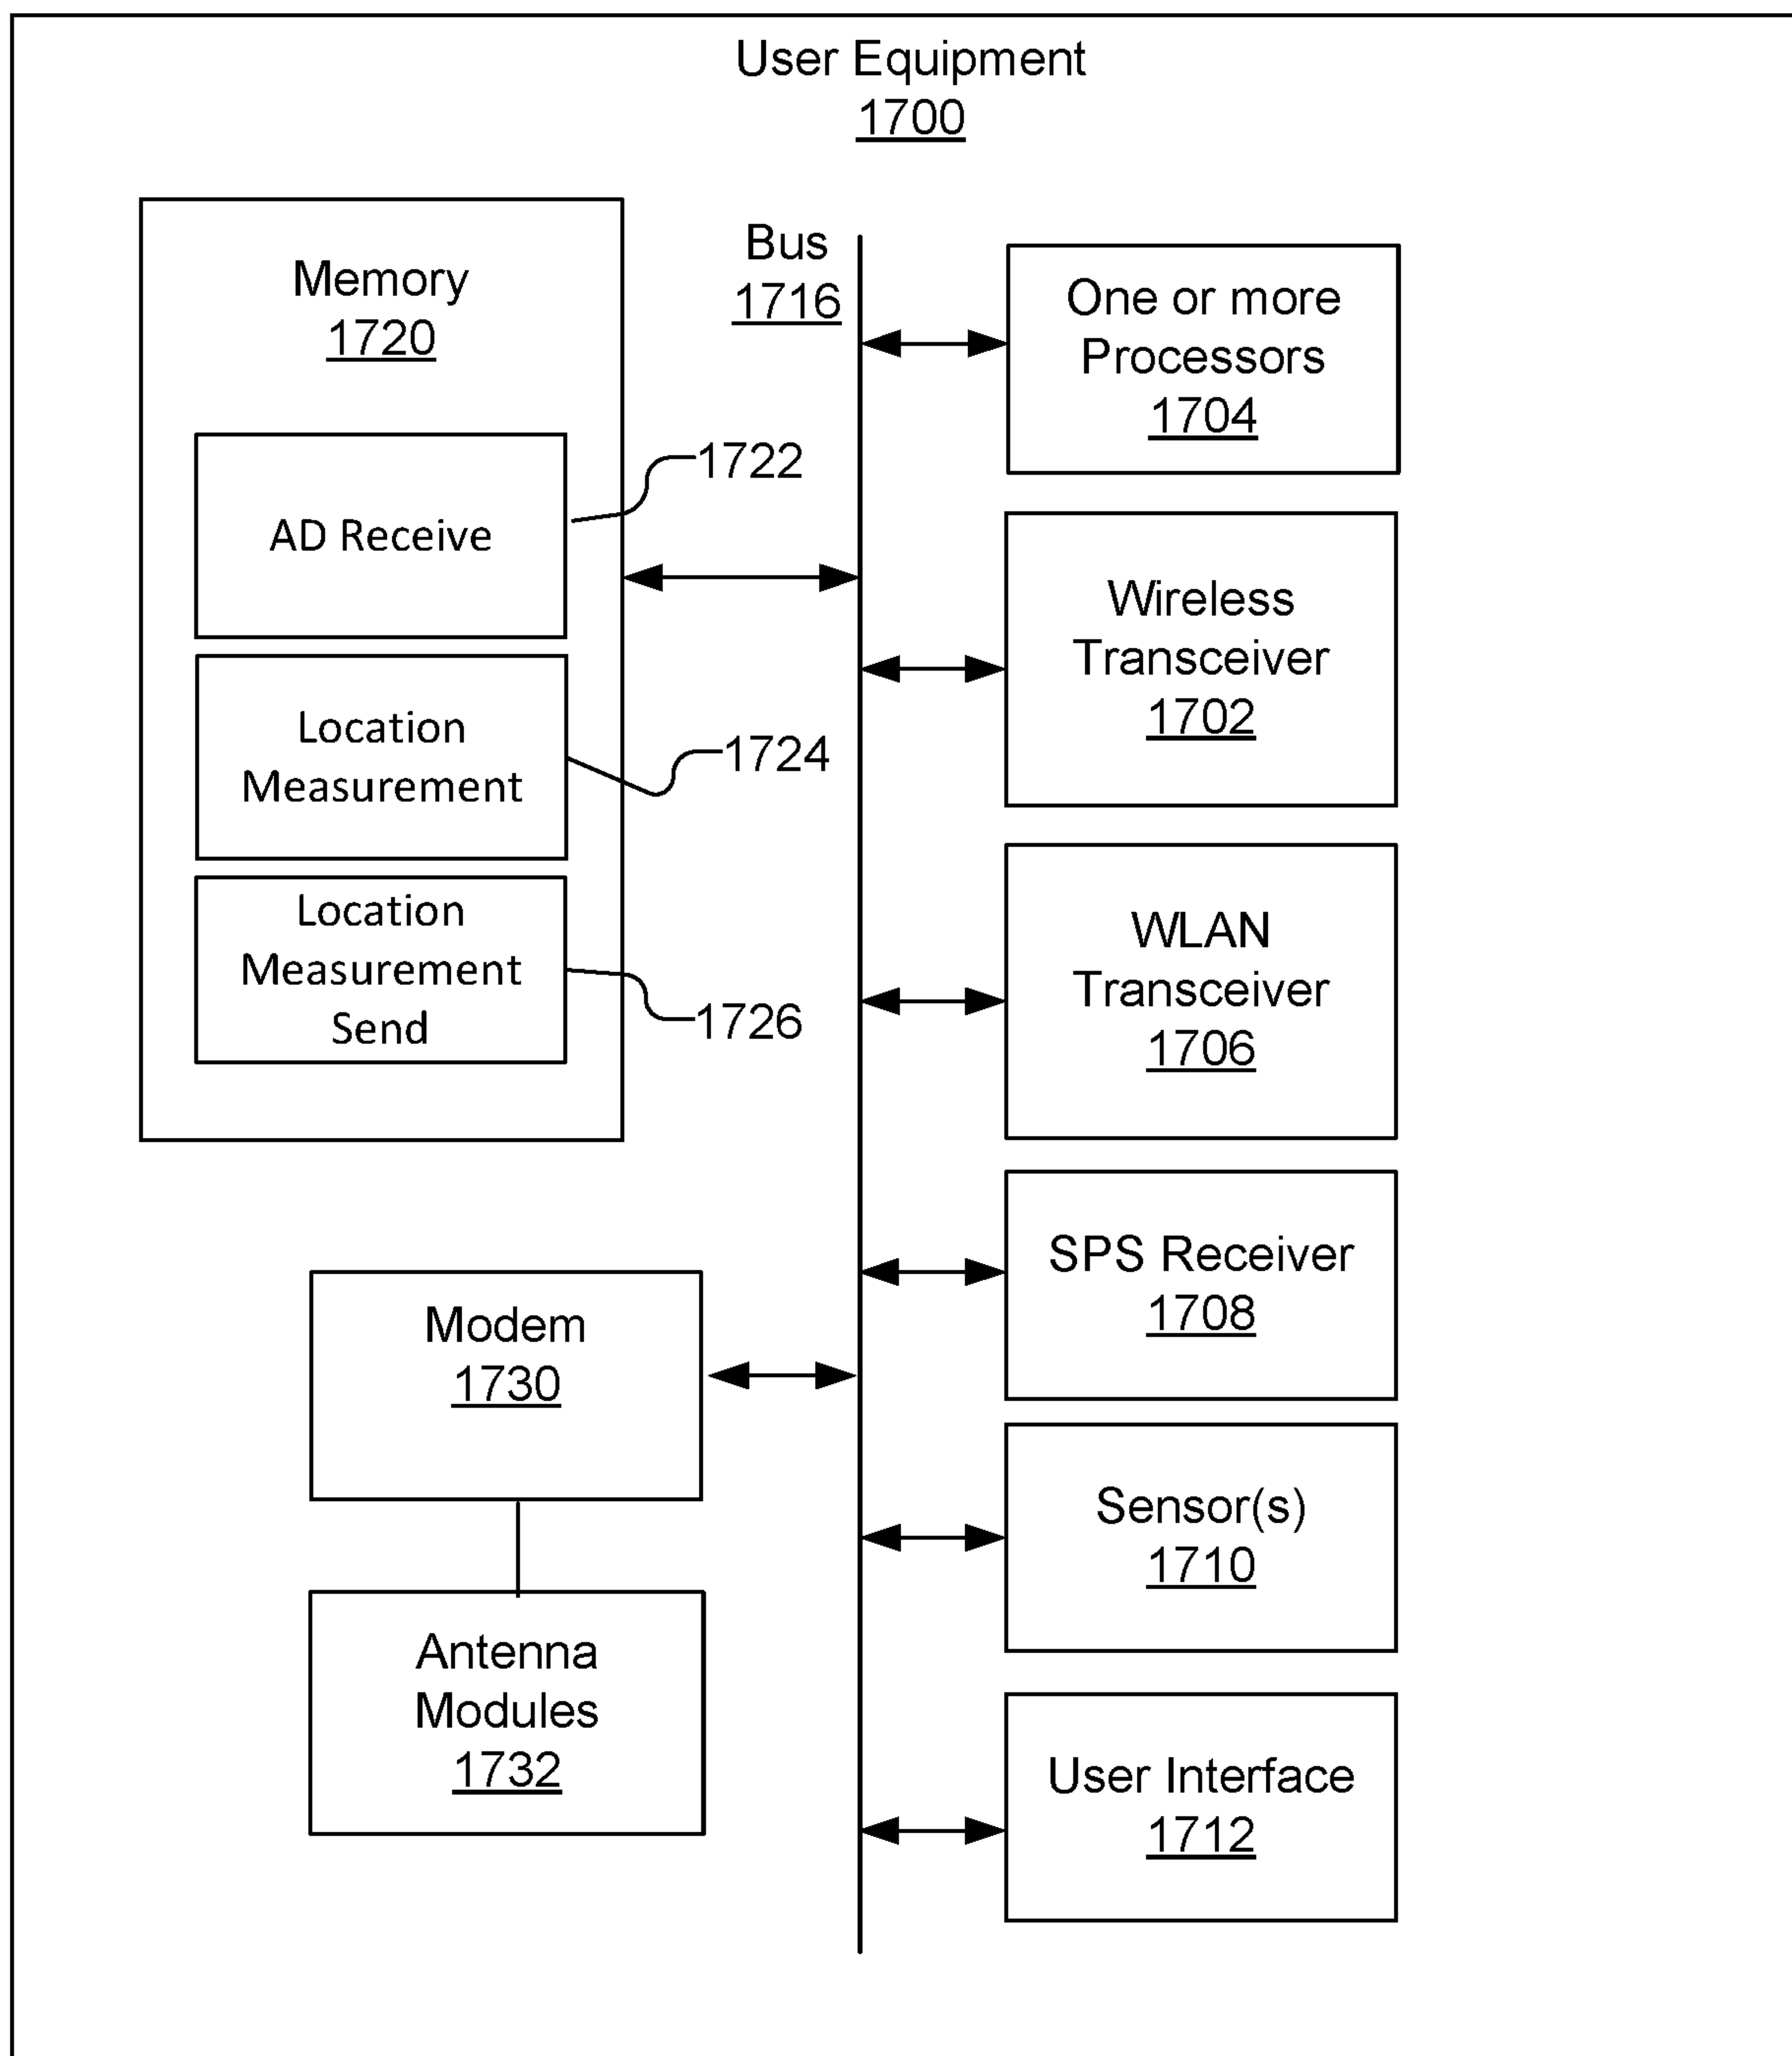 User Equipment
1700
Memory
1720
AD Receive
1722
Location
Measurement
1724
Location
Measurement
Send
1726
Bus
1716
One or more
Processors
1704
Wireless
Transceiver
1702
WLAN
Transceiver
1706
SPS Receiver
1708
Modem
1730
Sensor(s)
1710
Antenna
Modules
1732
User Interface
1712